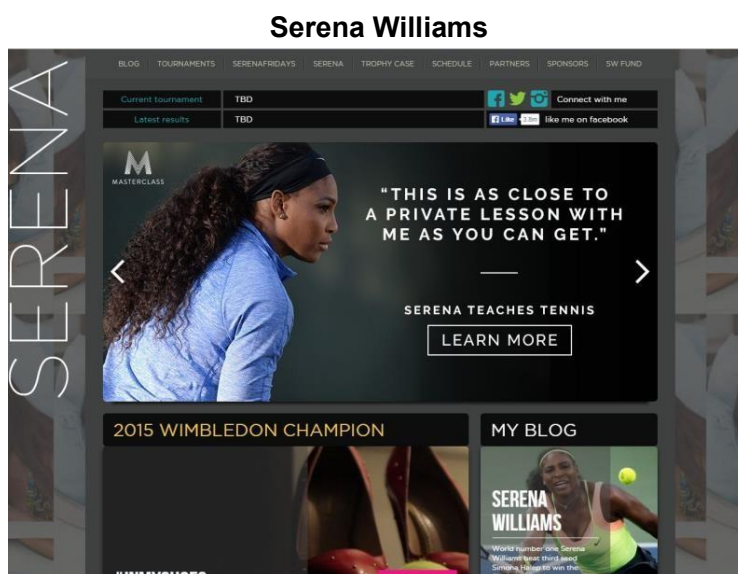 Serena Williams
SERENA
BLOG TOURNAMENTS SERENAFRIDAYS SERENA TROPHY CASE SCHEDULE PARTNERS SPONSORS SW FUND
Current tournament TBD Connect with me
Latest results TBD Like like me on facebook
M
MASTERCLASS
"THIS IS AS CLOSE TO
A PRIVATE LESSON WITH
ME AS YOU CAN GET."
SERENA TEACHES TENNIS
LEARN MORE
2015 WIMBLEDON CHAMPION
MY BLOG
SERENA
WILLIAMS
World number one Serena
Williams beat third seed
Simona Halep to win the